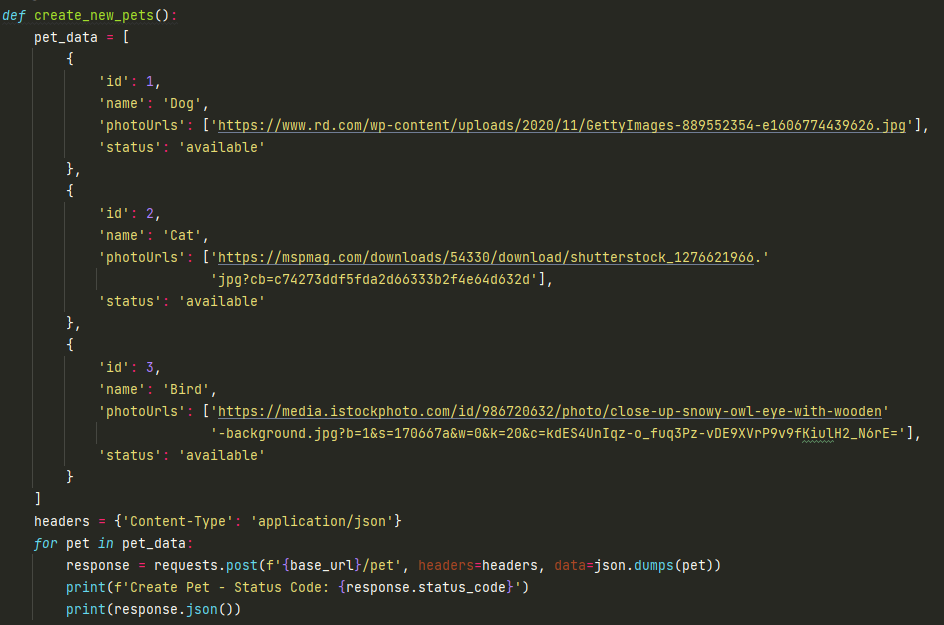 def create_new_pets():
    pet_data = [
        {
            'id': 1,
            'name': 'Dog',
            'photoUrls': ['https://www.rd.com/wp-content/uploads/2020/11/GettyImages-889552354-e1606774439626.jpg'],
            'status': 'available'
        },
        {
            'id': 2,
            'name': 'Cat',
            'photoUrls': ['https://mspmag.com/downloads/54330/download/shutterstock_1276621966.'
                          'jpg?cb=c74273ddf5fda2d66333b2f4e64d632d'],
            'status': 'available'
        },
        {
            'id': 3,
            'name': 'Bird',
            'photoUrls': ['https://media.istockphoto.com/id/986720632/photo/close-up-snowy-owl-eye-with-wooden'
                          '-background.jpg?b=1&s=170667a&w=0&k=20&c=kdES4UnIqz-o_fuq3Pz-vDE9XVrP9v9fKiulH2_N6rE='],
            'status': 'available'
        }
    ]
    headers = {'Content-Type': 'application/json'}
    for pet in pet_data:
        response = requests.post(f'{base_url}/pet', headers=headers, data=json.dumps(pet))
        print(f'Create Pet - Status Code: {response.status_code}')
        print(response.json())